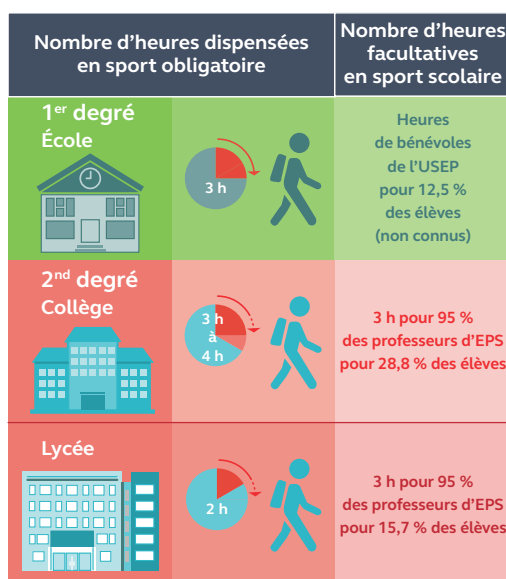 Nombre d’heures dispensées
en sport obligatoire
Nombre d’heures
facultatives
en sport scolaire
1er degré
École
3 h
Heures
de bénévoles
de l’USEP
pour 12,5 %
des élèves
(non connus)
2nd degré
Collège
3 h
à
4 h
3 h pour 95 %
des professeurs d’EPS
pour 28,8 % des élèves
Lycée
2 h
3 h pour 95 %
des professeurs d’EPS
pour 15,7 % des élèves